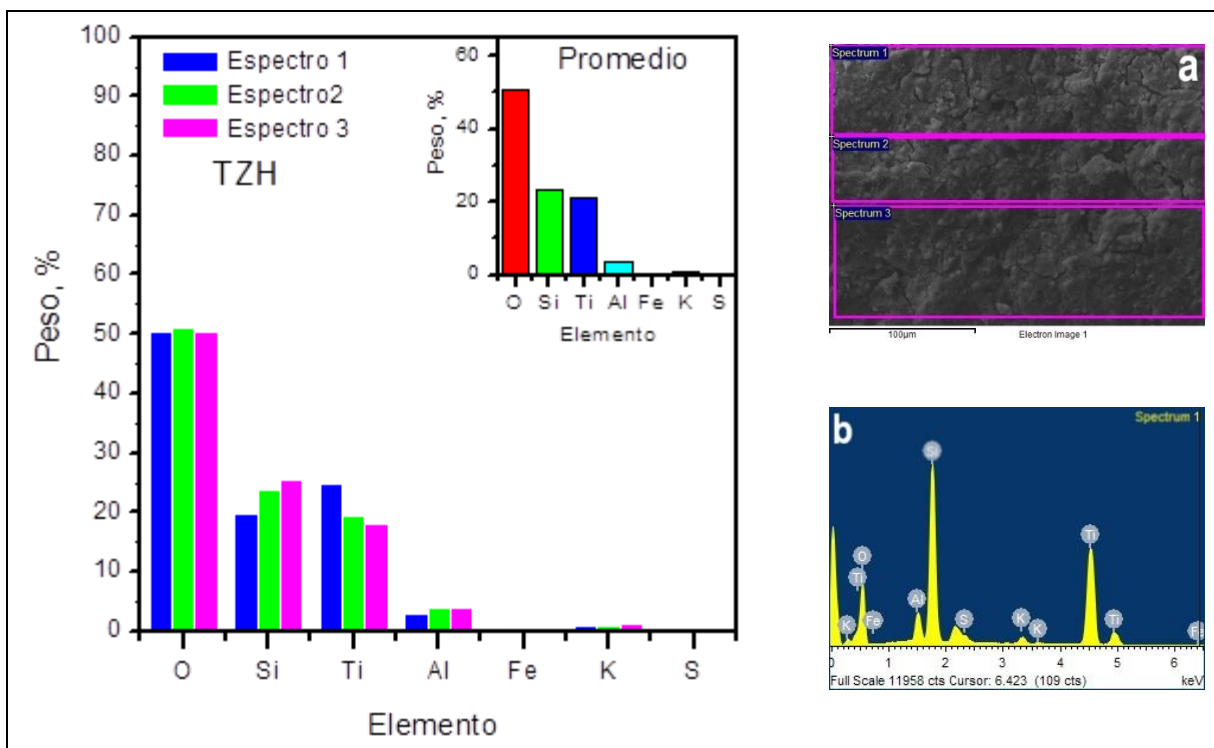 100
90
80
70
60
50
40
30
20
10
0
Peso, %
Espectro 1
Espectro2
Espectro 3
TZH
O Si Ti Al Fe K S
Elemento
Promedio
60
40
20
0
Peso, %
O Si Ti Al Fe K S
Elemento
a
Spectrum 1
Spectrum 2
Spectrum 3
100µm
Electron Image 1
b
Spectrum 1
Si
Ti
O
Ti
Al
K
Fe
S
K
K
Ti
Fe
0 1 2 3 4 5 6
Full Scale 11958 cts Cursor: 6.423 (109 cts)
keV